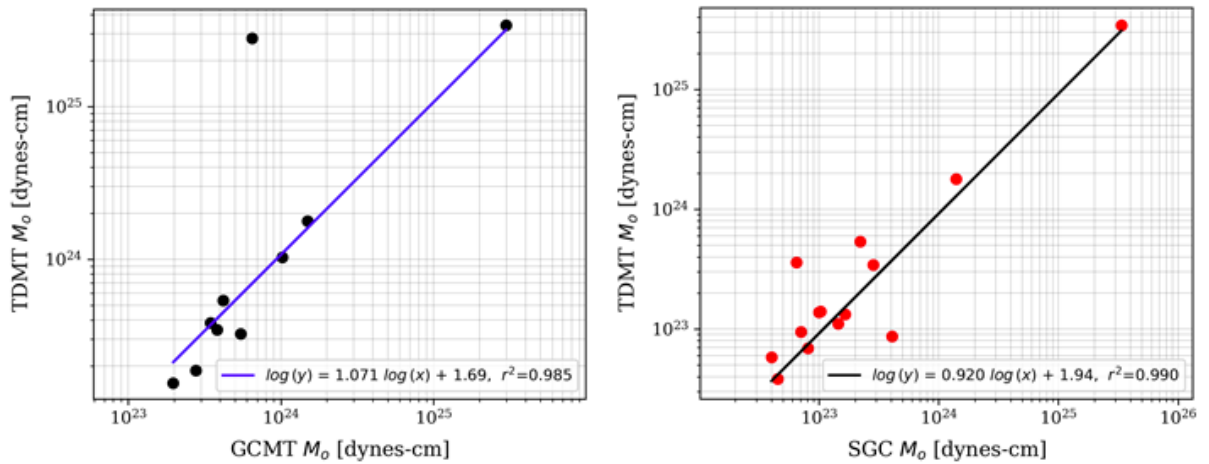 TDMT M_o [dynes-cm]
10^25
10^24
log(y) = 1.071 log(x) + 1.69, r^2=0.985
10^23 10^24 10^25
GCMT M_o [dynes-cm]
TDMT M_o [dynes-cm]
10^25
10^24
10^23
log(y) = 0.920 log(x) + 1.94, r^2=0.990
10^23 10^24 10^25 10^26
SGC M_o [dynes-cm]